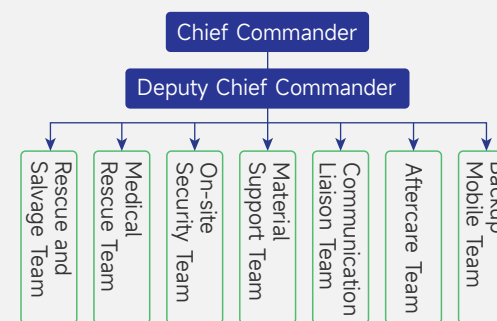 Chief Commander
Deputy Chief Commander
Rescue and
Salvage Team
Medical
Rescue Team
On-site
Security Team
Material
Support Team
Communication
Liaison Team
Aftercare Team
Backup
Mobile Team